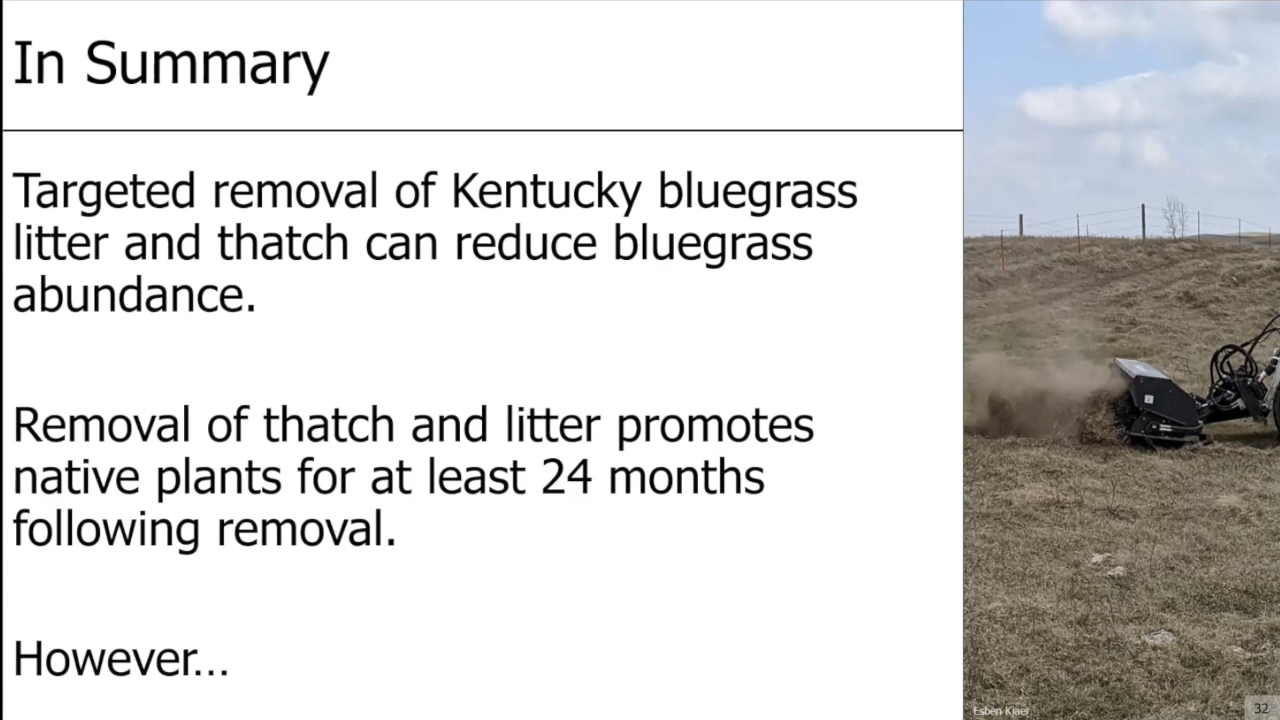 In Summary
Targeted removal of Kentucky bluegrass
litter and thatch can reduce bluegrass
abundance.
Removal of thatch and litter promotes
native plants for at least 24 months
following removal.
However...
Esben Kjaer
32